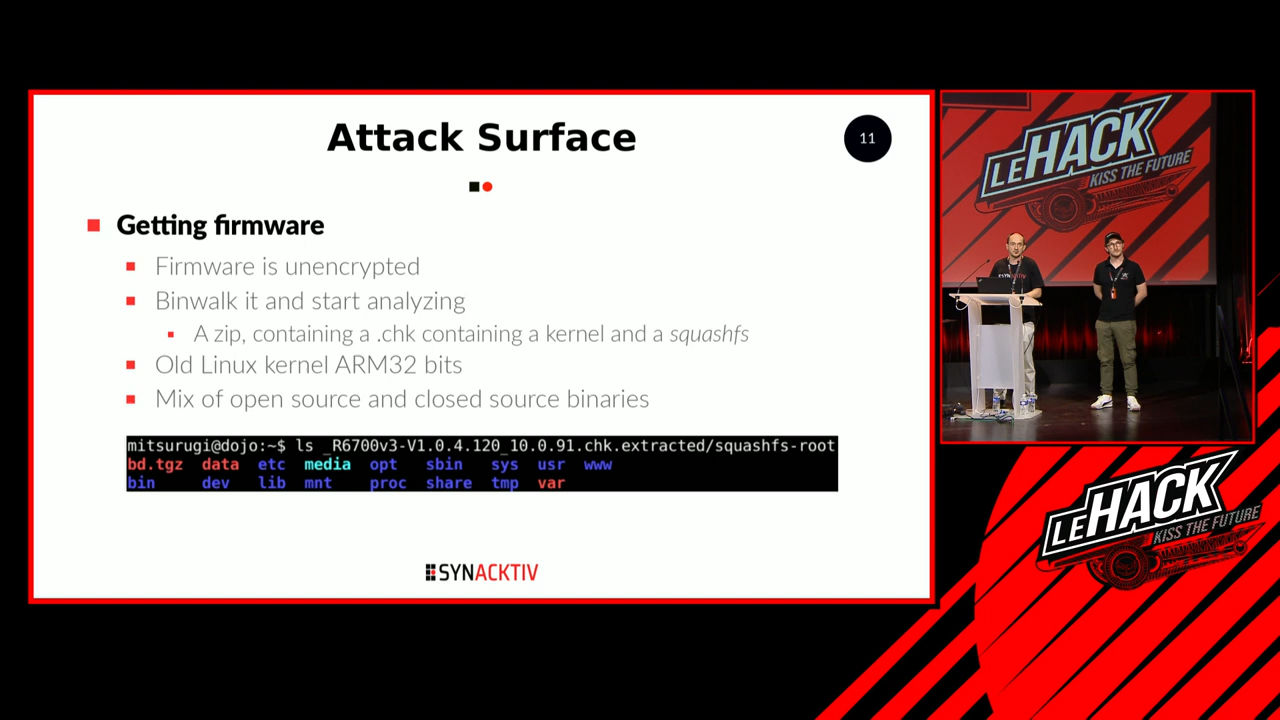 Attack Surface
11
Getting firmware
Firmware is unencrypted
Binwalk it and start analyzing
A zip, containing a .chk containing a kernel and a squashfs
Old Linux kernel ARM32 bits
Mix of open source and closed source binaries
mitsurugi@dojo:~$ ls _R6700v3-V1.0.4.120_10.0.91.chk.extracted/squashfs-root
bd.tgz data etc media opt sbin sys usr www
bin dev lib mnt proc share tmp var
SYNACKTIV
LEHACK
KISS THE FUTURE
LEHACK
KISS THE FUTURE